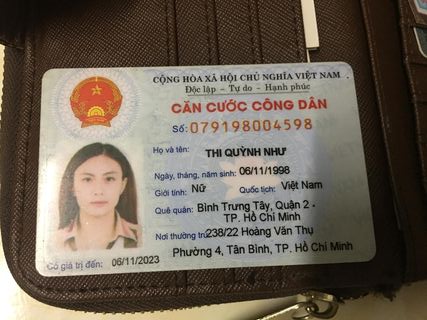 CỘNG HÒA XÃ HỘI CHỦ NGHĨA VIỆT NAM
Độc lập - Tự do - Hạnh phúc
CĂN CƯỚC CÔNG DÂN
Số: 079198004598
Họ và tên: THI QUỲNH NHƯ
Ngày, tháng, năm sinh: 06/11/1998
Giới tính: Nữ Quốc tịch: Việt Nam
Quê quán: Bình Trưng Tây, Quận 2
TP. Hồ Chí Minh
Nơi thường trú: 238/22 Hoàng Văn Thụ
Phường 4, Tân Bình, TP. Hồ Chí Minh
Có giá trị đến: 06/11/2023